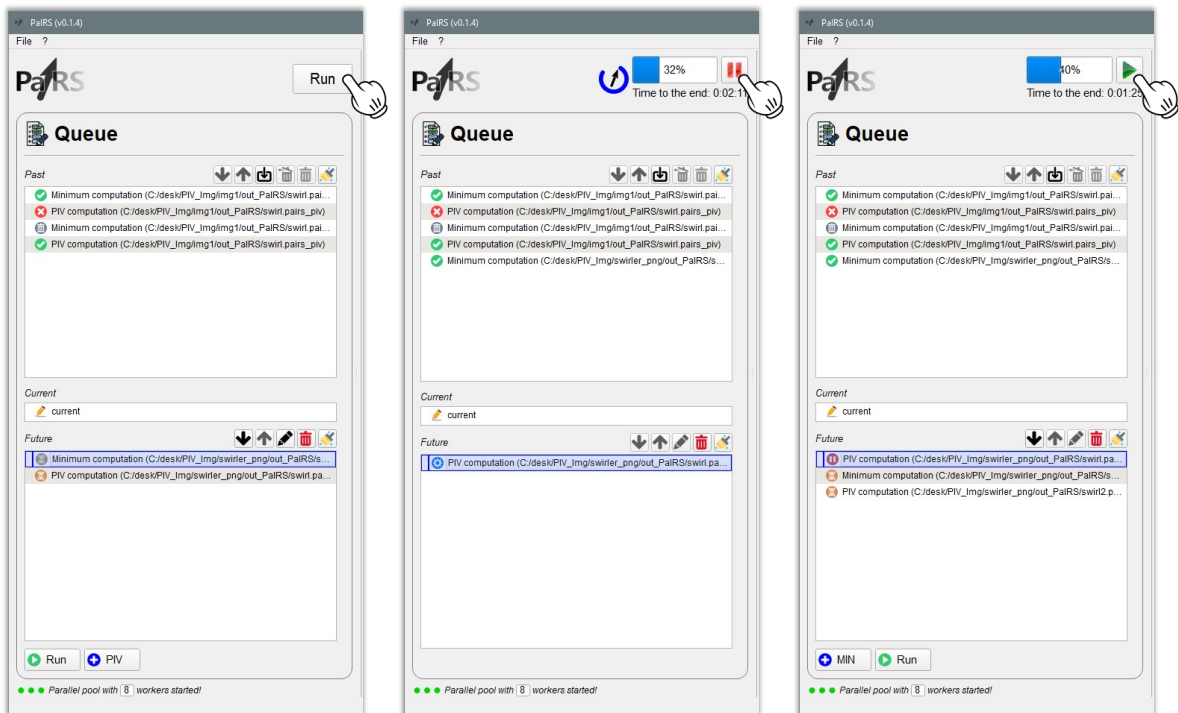 PaIRS (v0.1.4)
File ?
PaIRS
Run
Queue
Past
Minimum computation (C:/desk/PIV_Img/img1/out_PaIRS/swirl.pai...
PIV computation (C:/desk/PIV_Img/img1/out_PaIRS/swirl.pairs_piv)
Minimum computation (C:/desk/PIV_Img/img1/out_PaIRS/swirl.pai...
PIV computation (C:/desk/PIV_Img/img1/out_PaIRS/swirl.pairs_piv)
Current
current
Future
Minimum computation (C:/desk/PIV_Img/swirler_png/out_PaIRS/s...
PIV computation (C:/desk/PIV_Img/swirler_png/out_PaIRS/swirl.pa...
Run PIV
Parallel pool with 8 workers started!
PaIRS (v0.1.4)
File ?
PaIRS
32%
Time to the end: 0:02:11
Queue
Past
Minimum computation (C:/desk/PIV_Img/img1/out_PaIRS/swirl.pai...
PIV computation (C:/desk/PIV_Img/img1/out_PaIRS/swirl.pairs_piv)
Minimum computation (C:/desk/PIV_Img/img1/out_PaIRS/swirl.pai...
PIV computation (C:/desk/PIV_Img/img1/out_PaIRS/swirl.pairs_piv)
Minimum computation (C:/desk/PIV_Img/swirler_png/out_PaIRS/s...
Current
current
Future
PIV computation (C:/desk/PIV_Img/swirler_png/out_PaIRS/swirl.pa...
Parallel pool with 8 workers started!
PaIRS (v0.1.4)
File ?
PaIRS
40%
Time to the end: 0:01:25
Queue
Past
Minimum computation (C:/desk/PIV_Img/img1/out_PaIRS/swirl.pai...
PIV computation (C:/desk/PIV_Img/img1/out_PaIRS/swirl.pairs_piv)
Minimum computation (C:/desk/PIV_Img/img1/out_PaIRS/swirl.pai...
PIV computation (C:/desk/PIV_Img/img1/out_PaIRS/swirl.pairs_piv)
Minimum computation (C:/desk/PIV_Img/swirler_png/out_PaIRS/s...
Current
current
Future
PIV computation (C:/desk/PIV_Img/swirler_png/out_PaIRS/swirl.pa...
Minimum computation (C:/desk/PIV_Img/swirler_png/out_PaIRS/s...
PIV computation (C:/desk/PIV_Img/swirler_png/out_PaIRS/swirl2.p...
MIN Run
Parallel pool with 8 workers started!